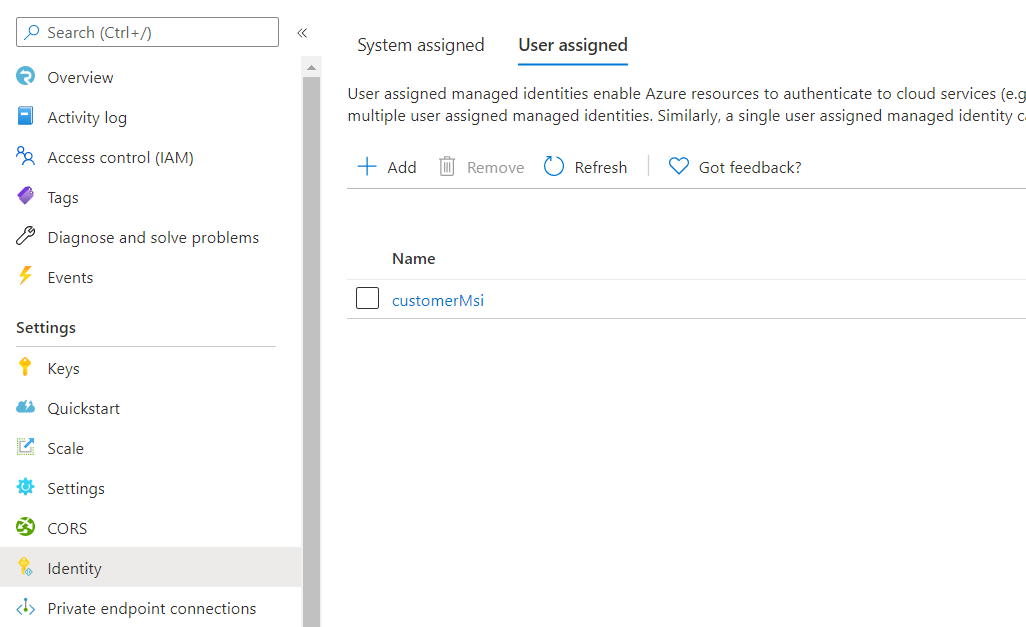 Search (Ctrl+/)
«
Overview
Activity log
Access control (IAM)
Tags
Diagnose and solve problems
Events
Settings
Keys
Quickstart
Scale
Settings
CORS
Identity
Private endpoint connections
System assigned User assigned
User assigned managed identities enable Azure resources to authenticate to cloud services (e.g
multiple user assigned managed identities. Similarly, a single user assigned managed identity c
Add Remove Refresh Got feedback?
Name
customerMsi